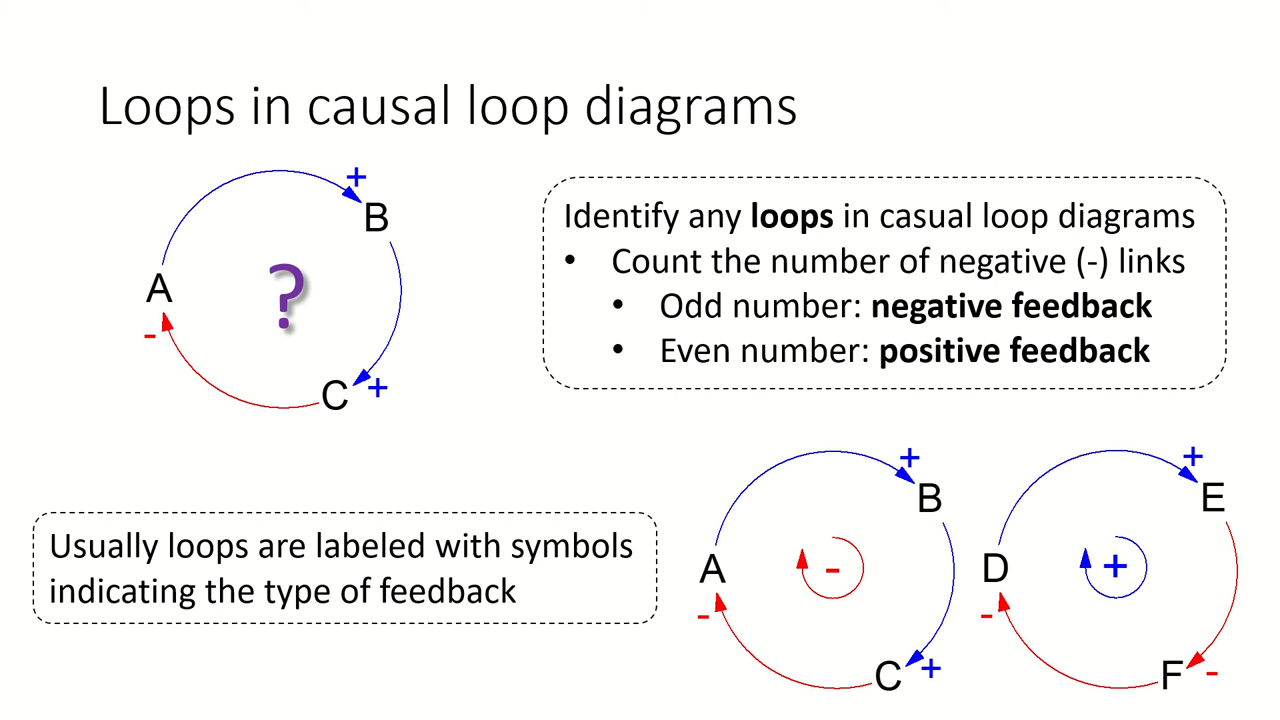 Loops in causal loop diagrams
+
B
A
?
-
C
+
Identify any loops in casual loop diagrams
• Count the number of negative (-) links
• Odd number: negative feedback
• Even number: positive feedback
Usually loops are labeled with symbols
indicating the type of feedback
+
B
A
-
-
C
+
+
E
D
+
-
F
-